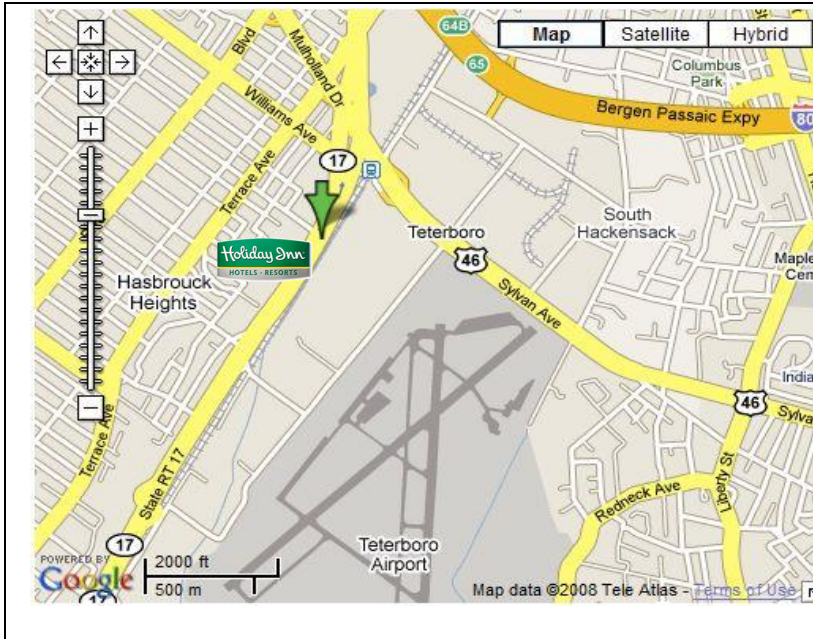 64B
Map
Satellite
Hybrid
Blvd
Mulholland Dr
65
Columbus
Park
Bergen Passaic Expy
80
Williams Ave
Terrace Ave
17
South
Hackensack
Teterboro
46
Holiday Inn
HOTELS · RESORTS
Hasbrouck
Heights
Maple
Cem
Sylvan Ave
India
46
Sylva
Terrace Ave
State RT 17
Redneck Ave
Liberty St
17
Teterboro
Airport
POWERED BY
Google
2000 ft
500 m
17
Map data ©2008 Tele Atlas - Terms of Use